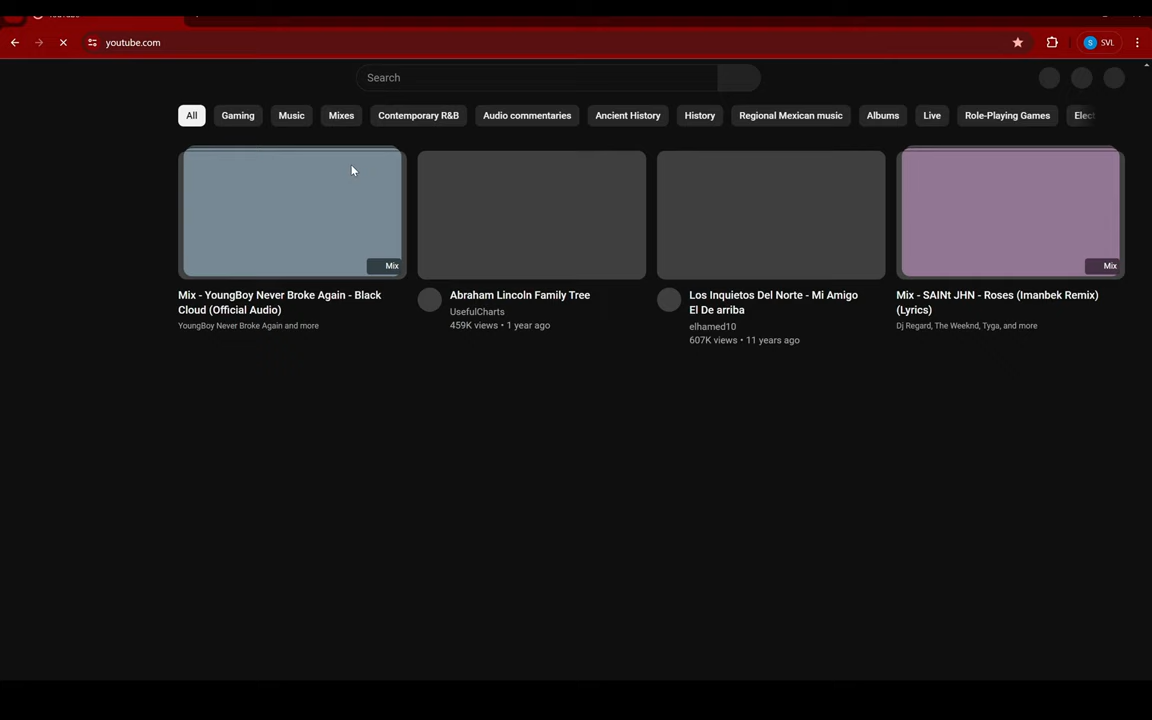 youtube.com
S SVL
Search
All Gaming Music Mixes Contemporary R&B Audio commentaries Ancient History History Regional Mexican music Albums Live Role-Playing Games Elect
Mix
Mix
Mix - YoungBoy Never Broke Again - Black
Cloud (Official Audio)
YoungBoy Never Broke Again and more
Abraham Lincoln Family Tree
UsefulCharts
459K views • 1 year ago
Los Inquietos Del Norte - Mi Amigo
El De arriba
elhamed10
607K views • 11 years ago
Mix - SAINt JHN - Roses (Imanbek Remix)
(Lyrics)
Dj Regard, The Weeknd, Tyga, and more